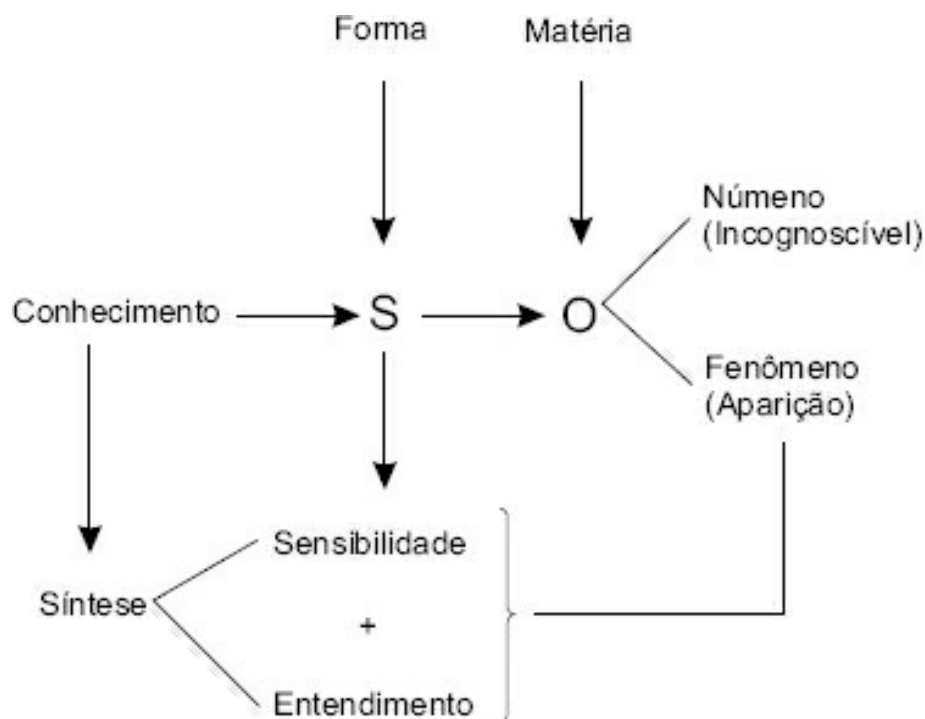 Forma
Matéria
Númeno
(Incognoscível)
Conhecimento
S
O
Fenômeno
(Aparição)
Sensibilidade
Síntese
+
Entendimento